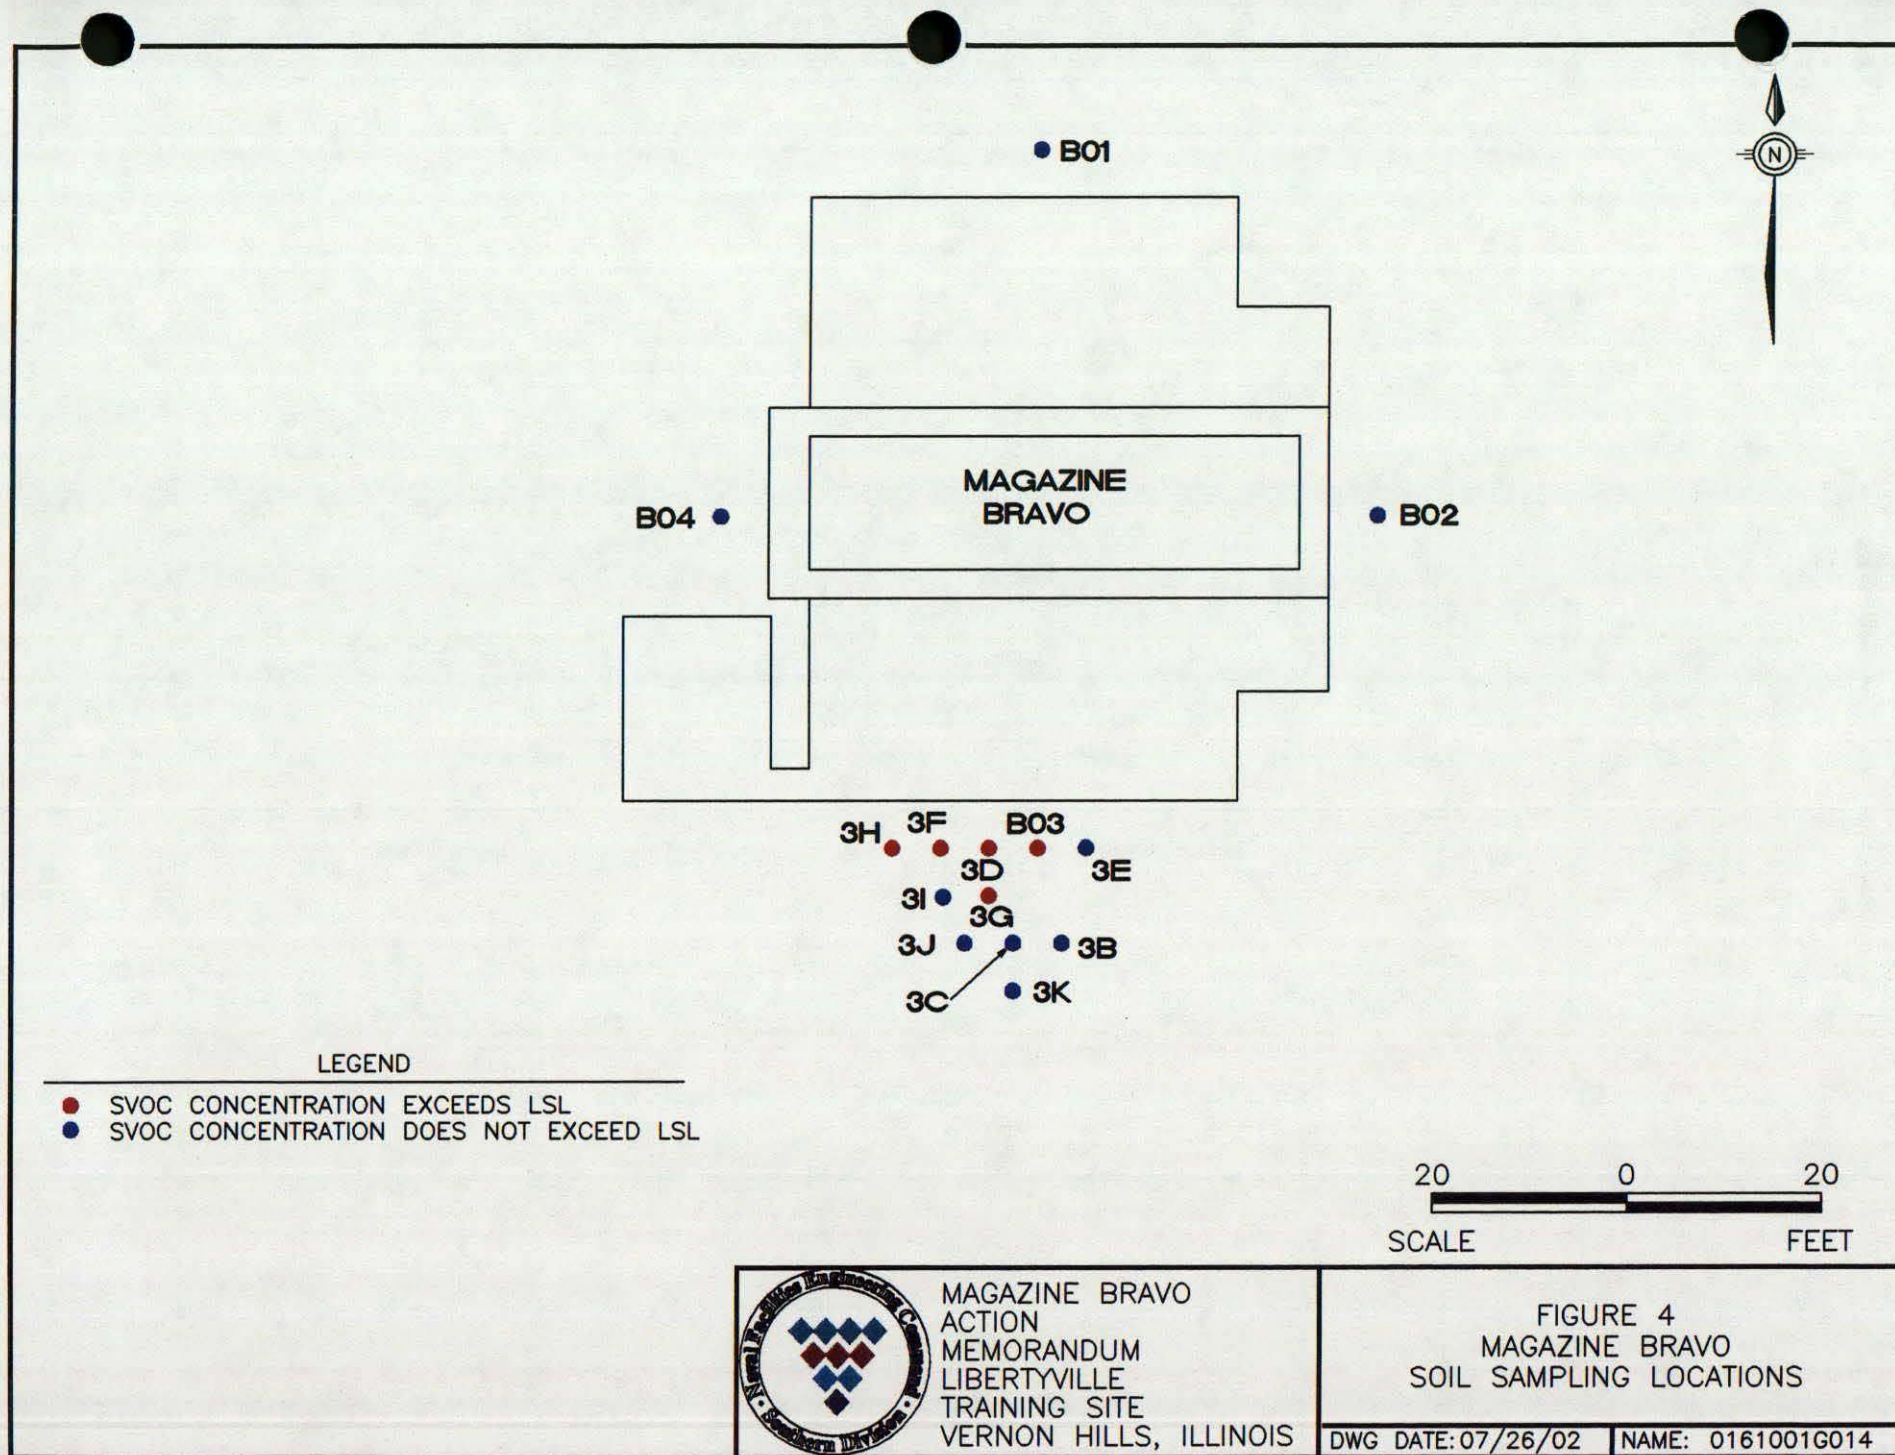 N
B01
MAGAZINE
BRAVO
B04
B02
3H
3F
B03
3D
3E
3I
3G
3J
3B
3C
3K
LEGEND
SVOC CONCENTRATION EXCEEDS LSL
SVOC CONCENTRATION DOES NOT EXCEED LSL
20 0 20
SCALE FEET
Naval Facilities Engineering Command
Southern Division
MAGAZINE BRAVO
ACTION
MEMORANDUM
LIBERTYVILLE
TRAINING SITE
VERNON HILLS, ILLINOIS
FIGURE 4
MAGAZINE BRAVO
SOIL SAMPLING LOCATIONS
DWG DATE: 07/26/02 NAME: 0161001G014